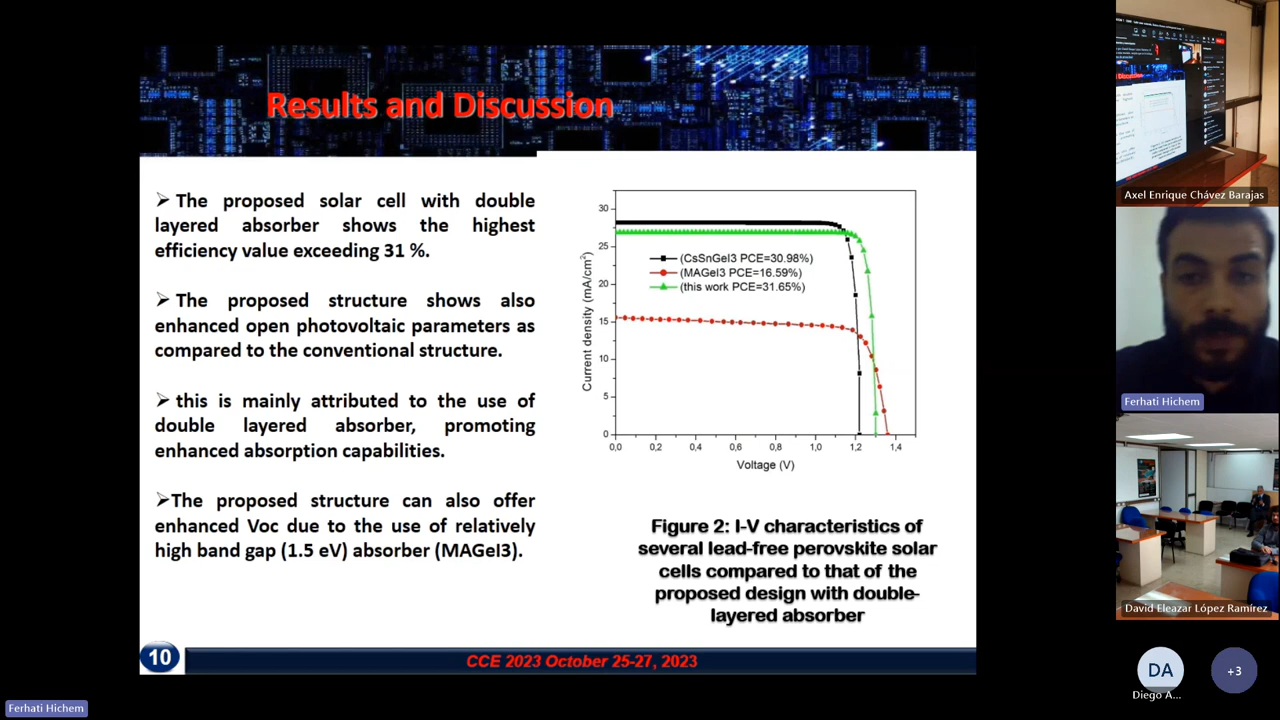 Results and Discussion
➢ The proposed solar cell with double
layered absorber shows the highest
efficiency value exceeding 31 %.
➢ The proposed structure shows also
enhanced open photovoltaic parameters as
compared to the conventional structure.
➢ this is mainly attributed to the use of
double layered absorber, promoting
enhanced absorption capabilities.
➢The proposed structure can also offer
enhanced Voc due to the use of relatively
high band gap (1.5 eV) absorber (MAGeI3).
Current density (mA/cm²)
30
25
20
15
10
5
0
(CsSnGeI3 PCE=30.98%)
(MAGeI3 PCE=16.59%)
(this work PCE=31.65%)
0,0 0,2 0,4 0,6 0,8 1,0 1,2 1,4
Voltage (V)
Figure 2: I-V characteristics of
several lead-free perovskite solar
cells compared to that of the
proposed design with double-
layered absorber
10
CCE 2023 October 25-27, 2023
Ferhati Hichem
Axel Enrique Chávez Barajas
Ferhati Hichem
David Eleazar López Ramírez
DA
Diego A...
+3